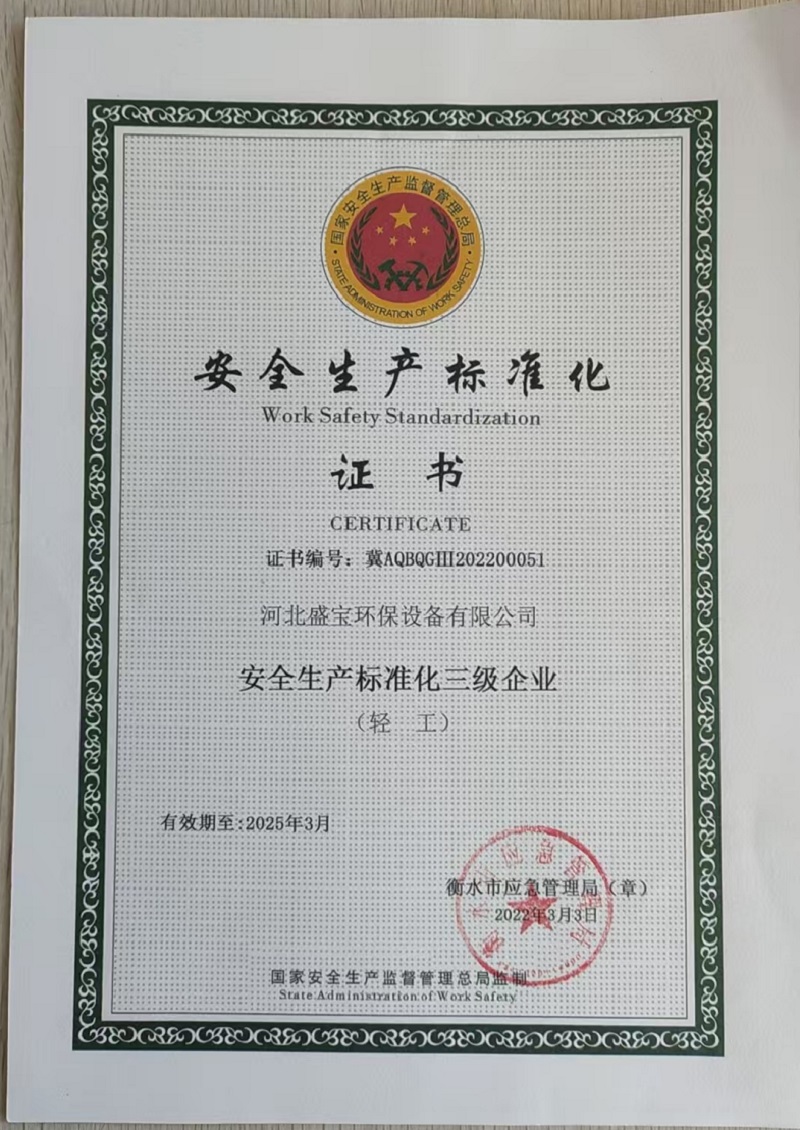 国家安全生产监督管理总局
STATE ADMINISTRATION OF WORK SAFETY
安全生产标准化
Work Safety Standardization
证书
CERTIFICATE
证书编号：冀AQBQGⅢ202200051
河北盛宝环保设备有限公司
安全生产标准化三级企业
（轻 工）
有效期至:2025年3月
衡水市应急管理局（章）
2022年3月3日
国家安全生产监督管理总局监制
State Administration of Work Safety